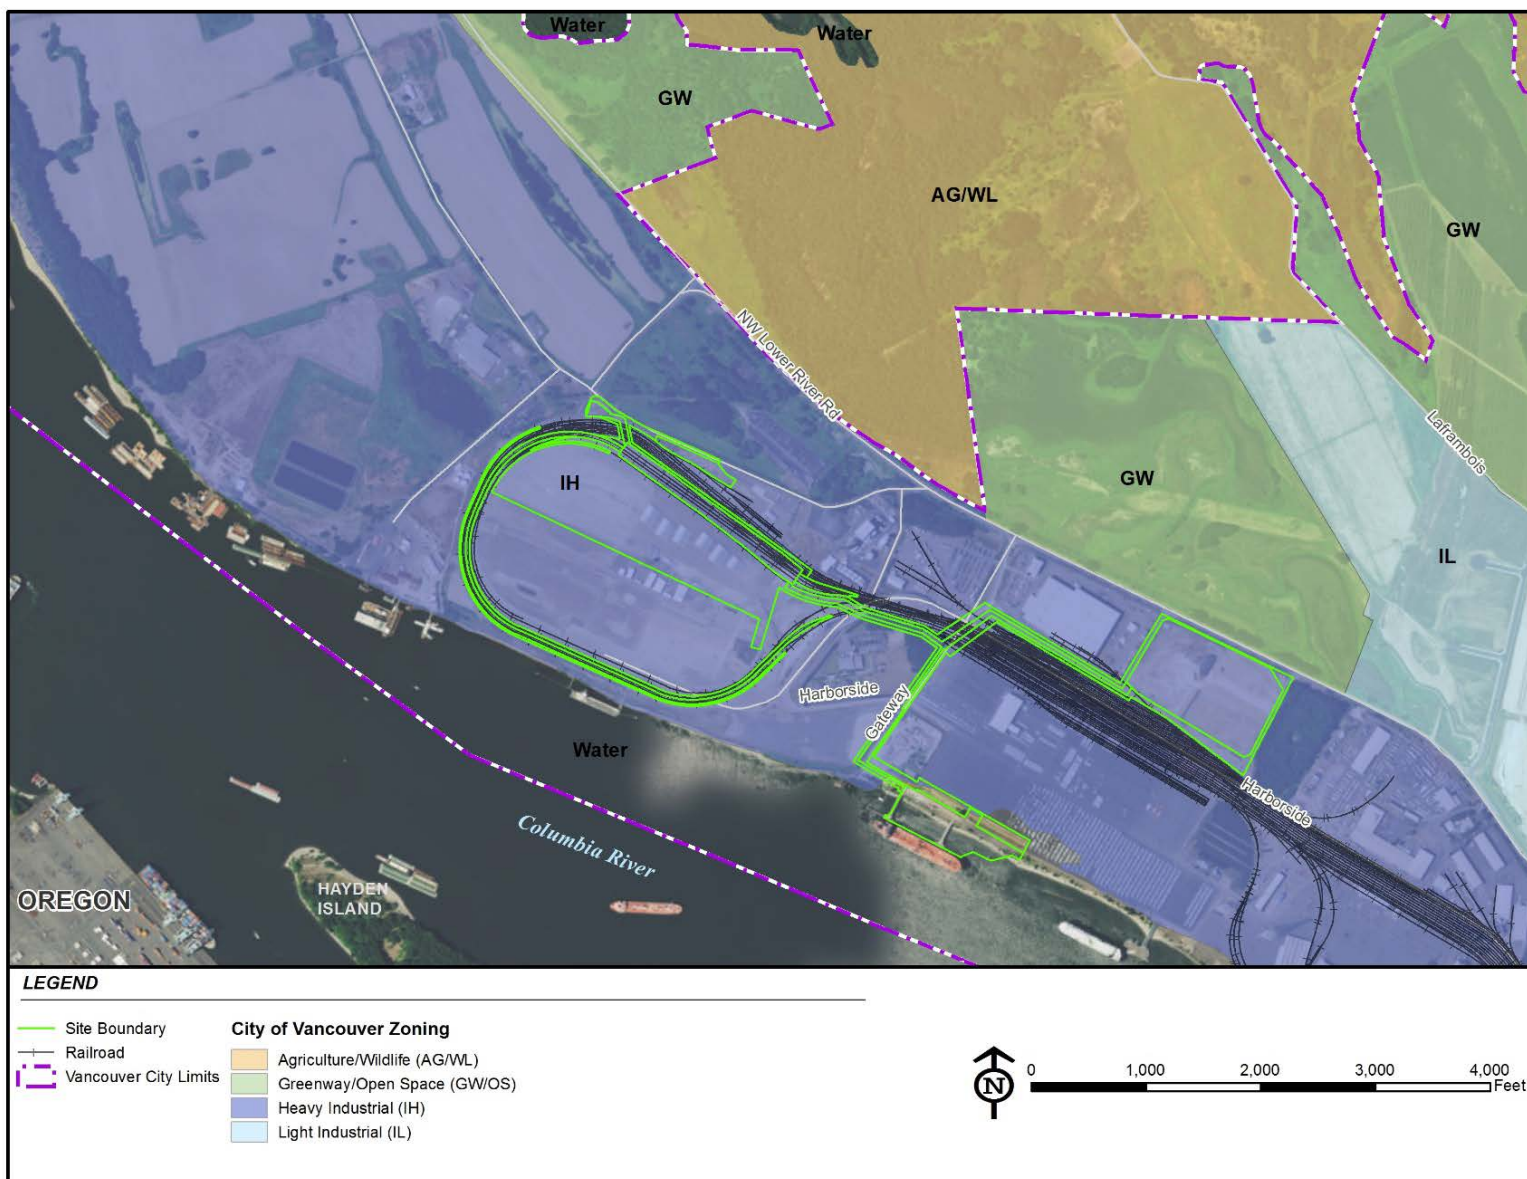 Water
Water
GW
AG/WL
GW
NW Lower River Rd
Laframbois
GW
IH
IL
Harborside
Gateway
Water
Harborside
Columbia River
HAYDEN
ISLAND
OREGON
LEGEND
Site Boundary
Railroad
Vancouver City Limits
City of Vancouver Zoning
Agriculture/Wildlife (AG/WL)
Greenway/Open Space (GW/OS)
Heavy Industrial (IH)
Light Industrial (IL)
N
0 1,000 2,000 3,000 4,000
Feet